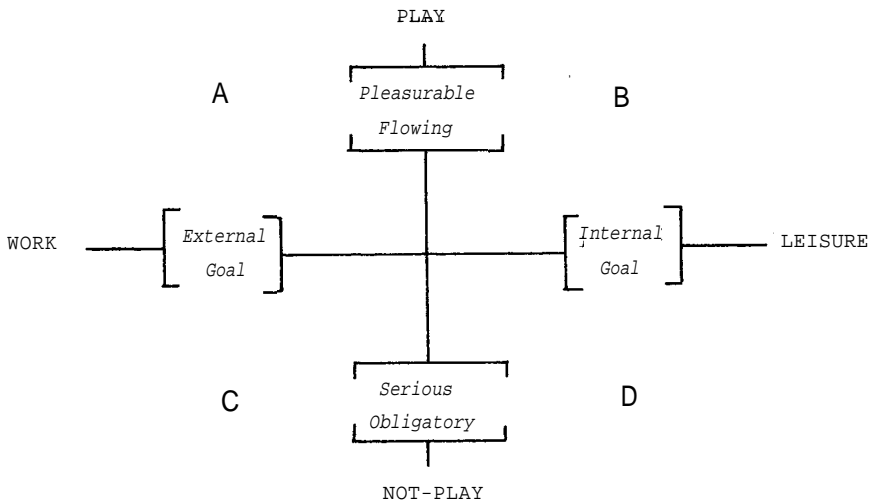 PLAY
A
Pleasurable
Flowing
B
WORK
External
Goal
Internal
Goal
LEISURE
C
Serious
Obligatory
D
NOT-PLAY